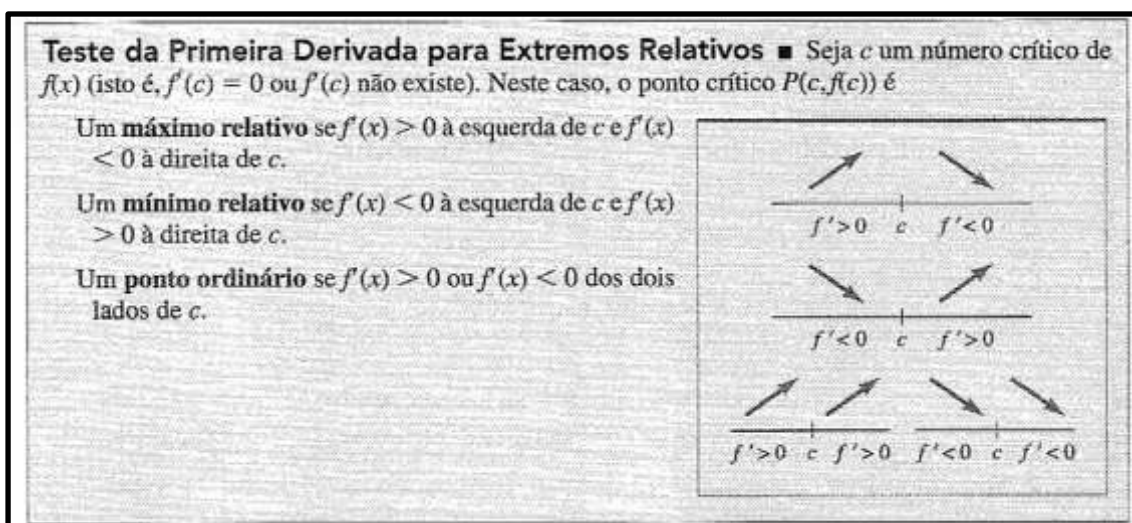 Teste da Primeira Derivada para Extremos Relativos ■ Seja c um número crítico de
f(x) (isto é, f'(c) = 0 ou f'(c) não existe). Neste caso, o ponto crítico P(c,f(c)) é
Um máximo relativo se f'(x) > 0 à esquerda de c e f'(x)
< 0 à direita de c.
Um mínimo relativo se f'(x) < 0 à esquerda de c e f'(x)
> 0 à direita de c.
Um ponto ordinário se f'(x) > 0 ou f'(x) < 0 dos dois
lados de c.
f'>0 c f'<0
f'<0 c f'>0
f'>0 c f'>0 f'<0 c f'<0